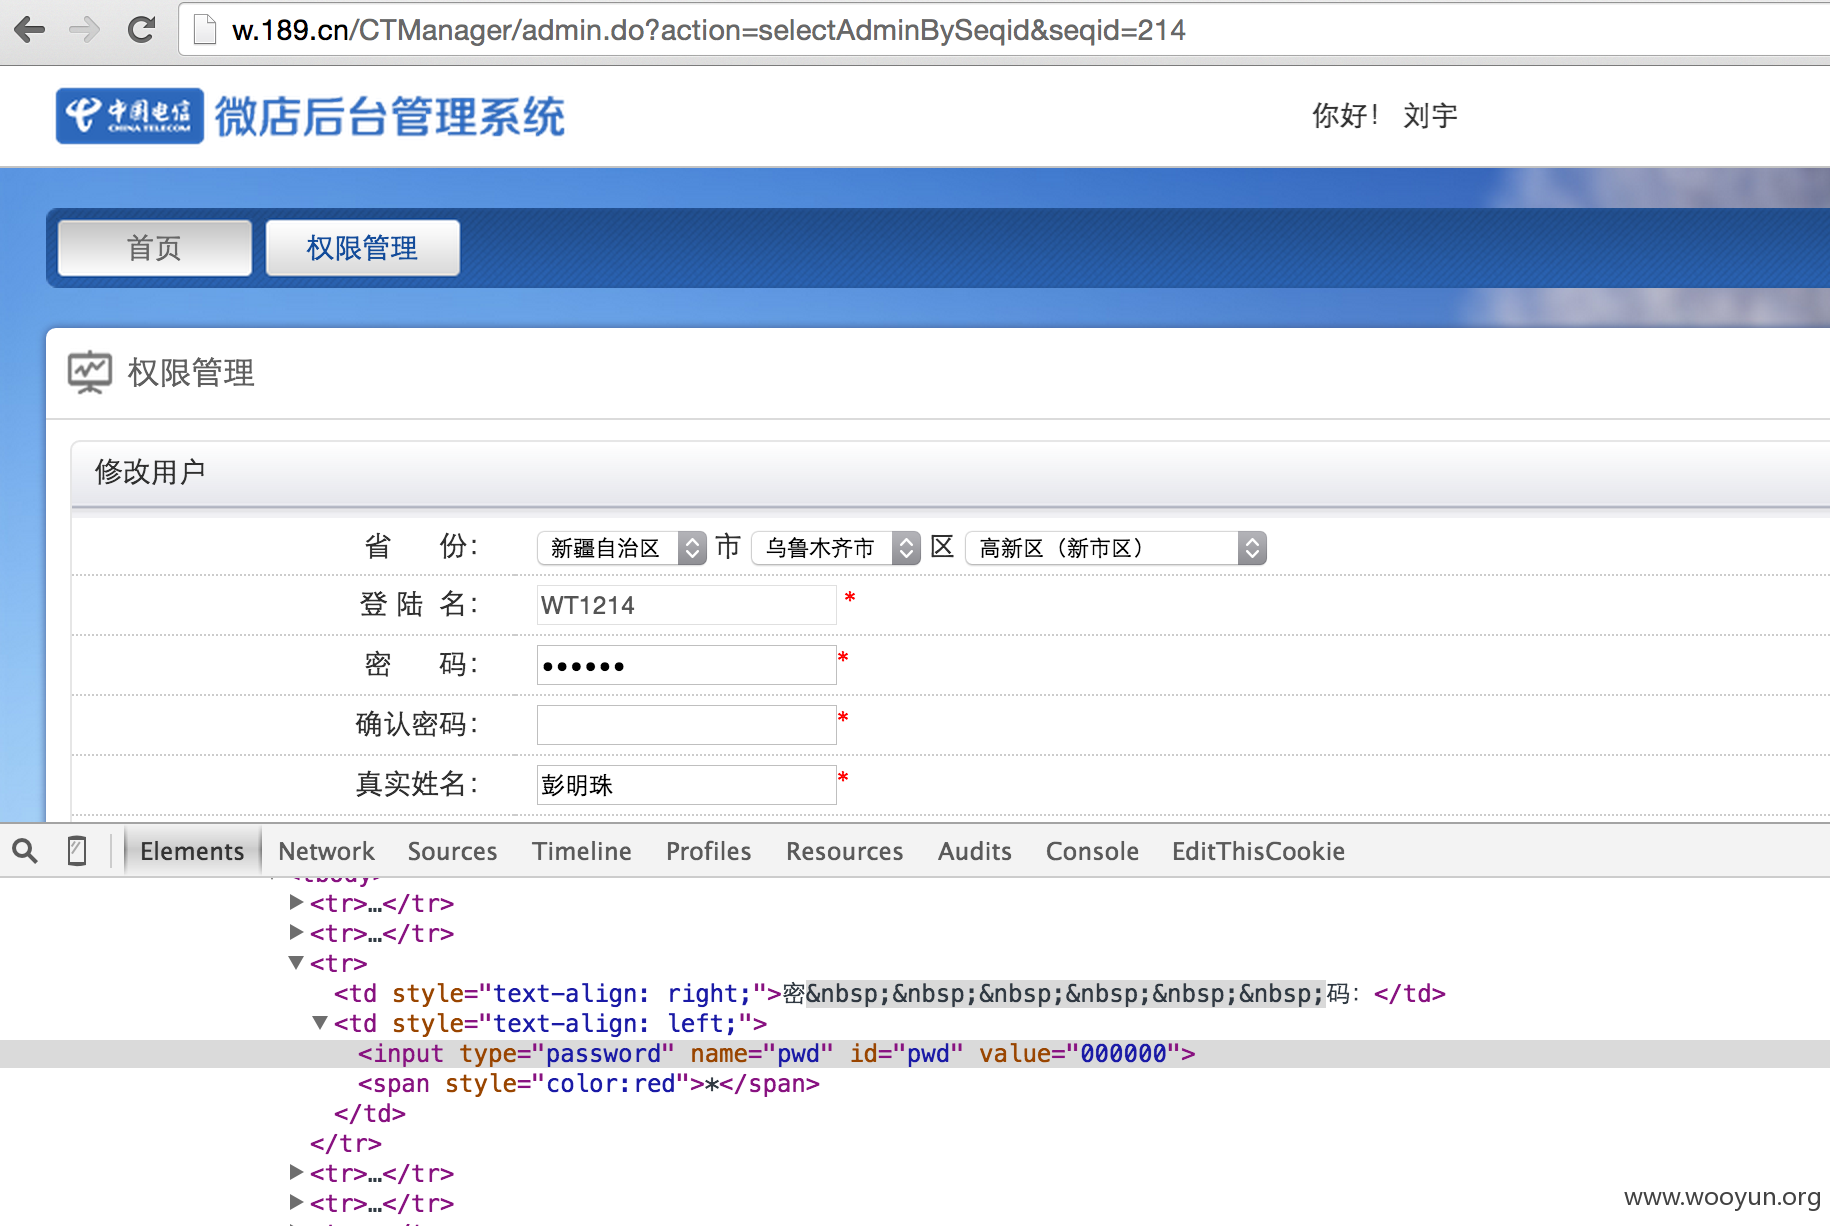 w.189.cn/CTManager/admin.do?action=selectAdminBySeqid&seqid=214
中国电信 CHINA TELECOM 微店后台管理系统 你好！ 刘宇
首页 权限管理
权限管理
修改用户
省 份： 新疆自治区 市 乌鲁木齐市 区 高新区（新市区）
登 陆 名： WT1214 *
密 码： •••••• *
确认密码： *
真实姓名： 彭明珠 *
Elements Network Sources Timeline Profiles Resources Audits Console EditThisCookie
<tbody>
▶<tr>…</tr>
▶<tr>…</tr>
▼<tr>
<td style="text-align: right;">密&nbsp;&nbsp;&nbsp;&nbsp;&nbsp;&nbsp;码：</td>
▼<td style="text-align: left;">
<input type="password" name="pwd" id="pwd" value="000000">
<span style="color:red">*</span>
</td>
</tr>
▶<tr>…</tr>
▶<tr>…</tr>
www.wooyun.org